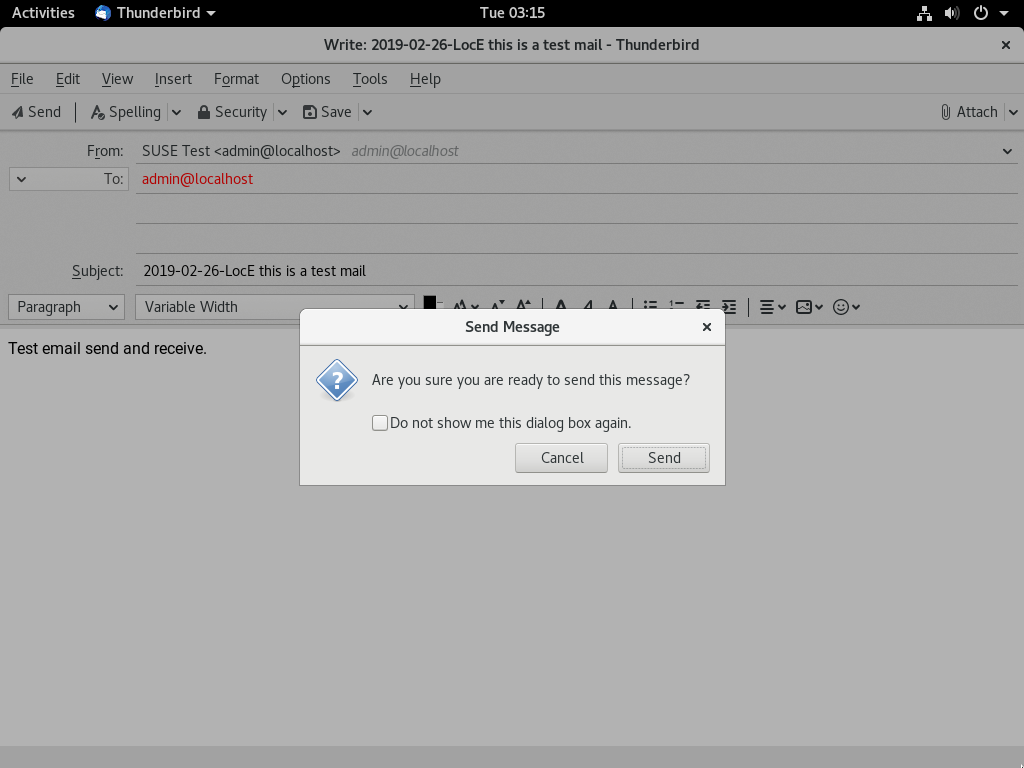 Activities Thunderbird Tue 03:15
Write: 2019-02-26-LocE this is a test mail - Thunderbird
File Edit View Insert Format Options Tools Help
Send Spelling Security Save Attach
From: SUSE Test <admin@localhost> admin@localhost
To: admin@localhost
Subject: 2019-02-26-LocE this is a test mail
Paragraph Variable Width
Test email send and receive.
Send Message
Are you sure you are ready to send this message?
Do not show me this dialog box again.
Cancel Send